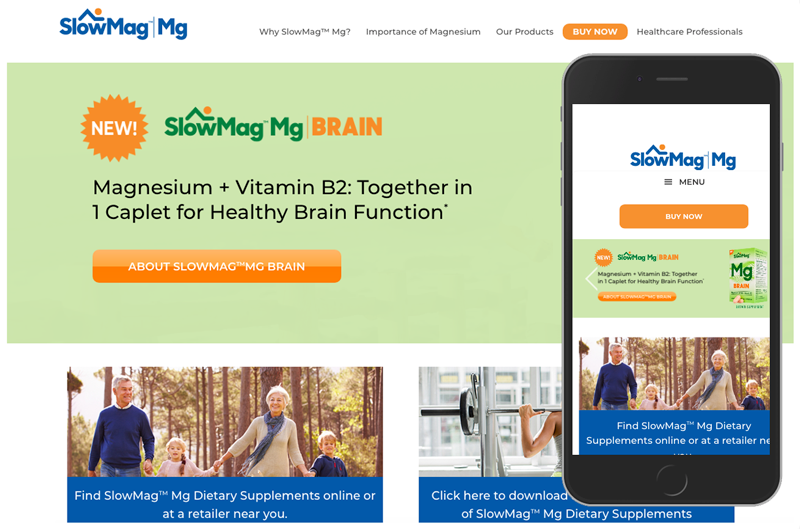 SlowMag™ Mg
Why SlowMag™ Mg?
Importance of Magnesium
Our Products
BUY NOW
Healthcare Professionals
NEW!
SlowMag™ Mg BRAIN
Magnesium + Vitamin B2: Together in
1 Caplet for Healthy Brain Function*
ABOUT SLOWMAG™MG BRAIN
Find SlowMag™ Mg Dietary Supplements online or
at a retailer near you.
Click here to download
of SlowMag™ Mg Dietary Supplements
SlowMag™ Mg
MENU
BUY NOW
NEW!
SlowMag Mg BRAIN
Magnesium + Vitamin B2: Together
in 1 Caplet for Healthy Brain Function*
ABOUT SLOWMAG™MG BRAIN
SlowMag
Mg
BRAIN
Find SlowMag™ Mg Dietary
Supplements online or at a retailer ne